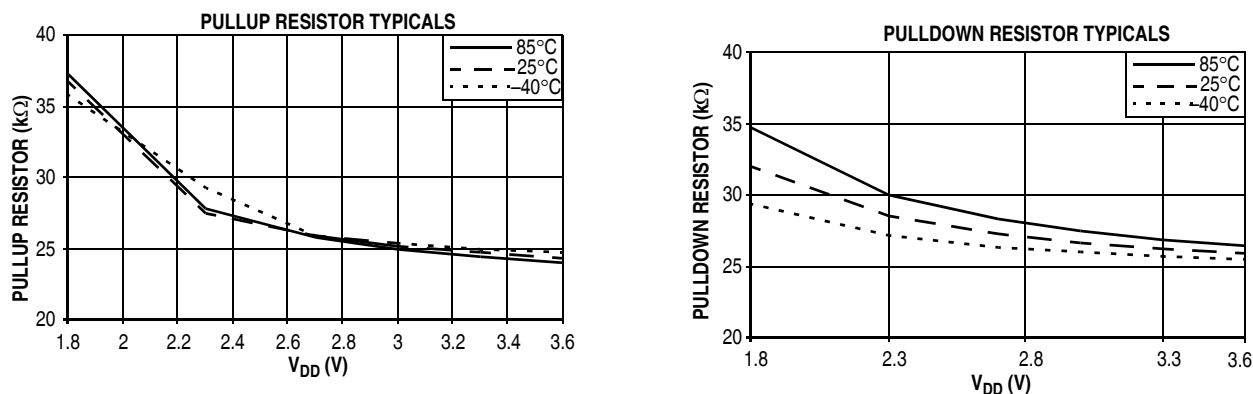 PULLUP RESISTOR TYPICALS
PULLUP RESISTOR (kΩ)
40
35
30
25
20
85°C
25°C
–40°C
1.8 2 2.2 2.4 2.6 2.8 3 3.2 3.4 3.6
VDD (V)
PULLDOWN RESISTOR TYPICALS
PULLDOWN RESISTOR (kΩ)
40
35
30
25
20
85°C
25°C
–40°C
1.8 2.3 2.8 3.3 3.6
VDD (V)